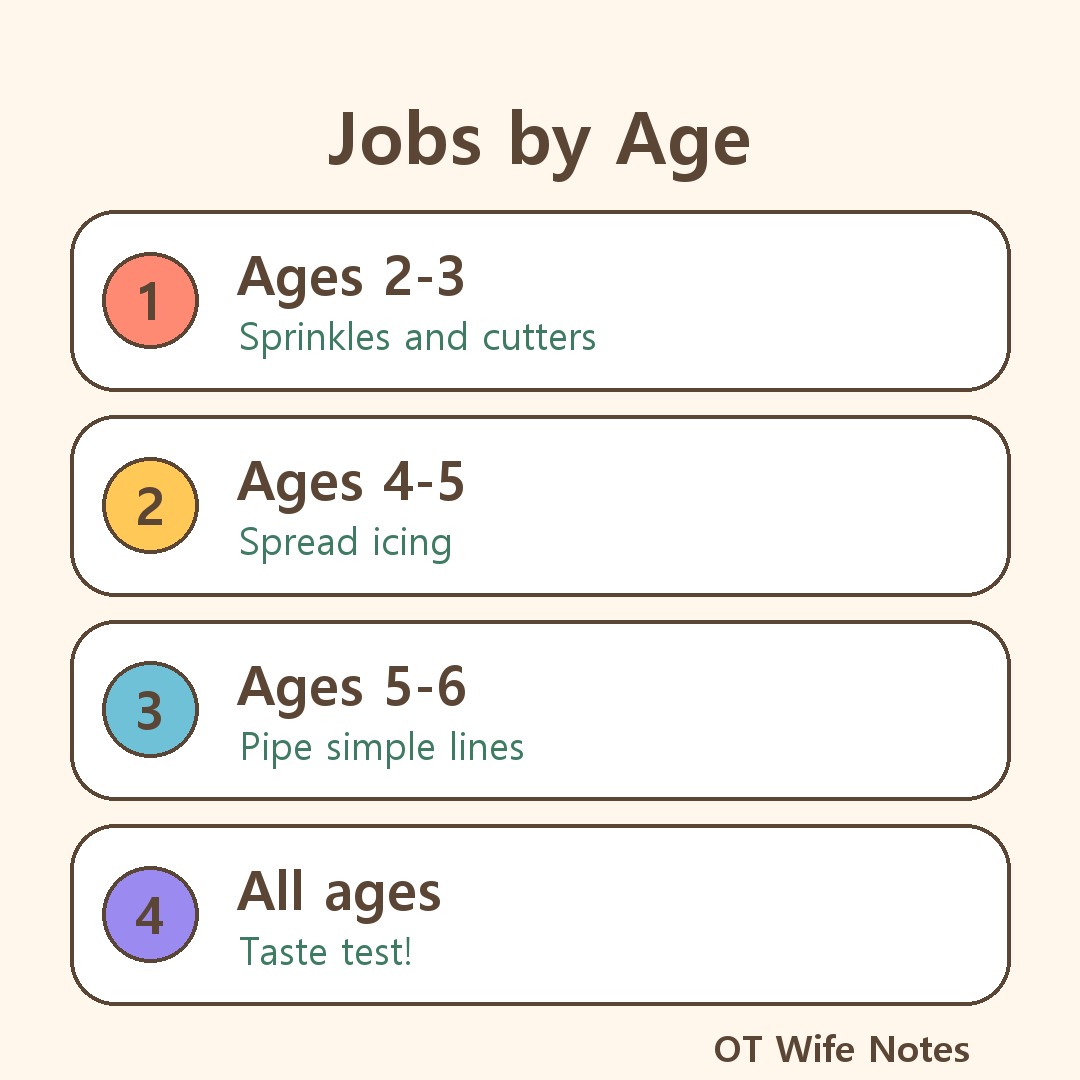 Jobs by Age
1
Ages 2-3
Sprinkles and cutters
2
Ages 4-5
Spread icing
3
Ages 5-6
Pipe simple lines
4
All ages
Taste test!
OT Wife Notes